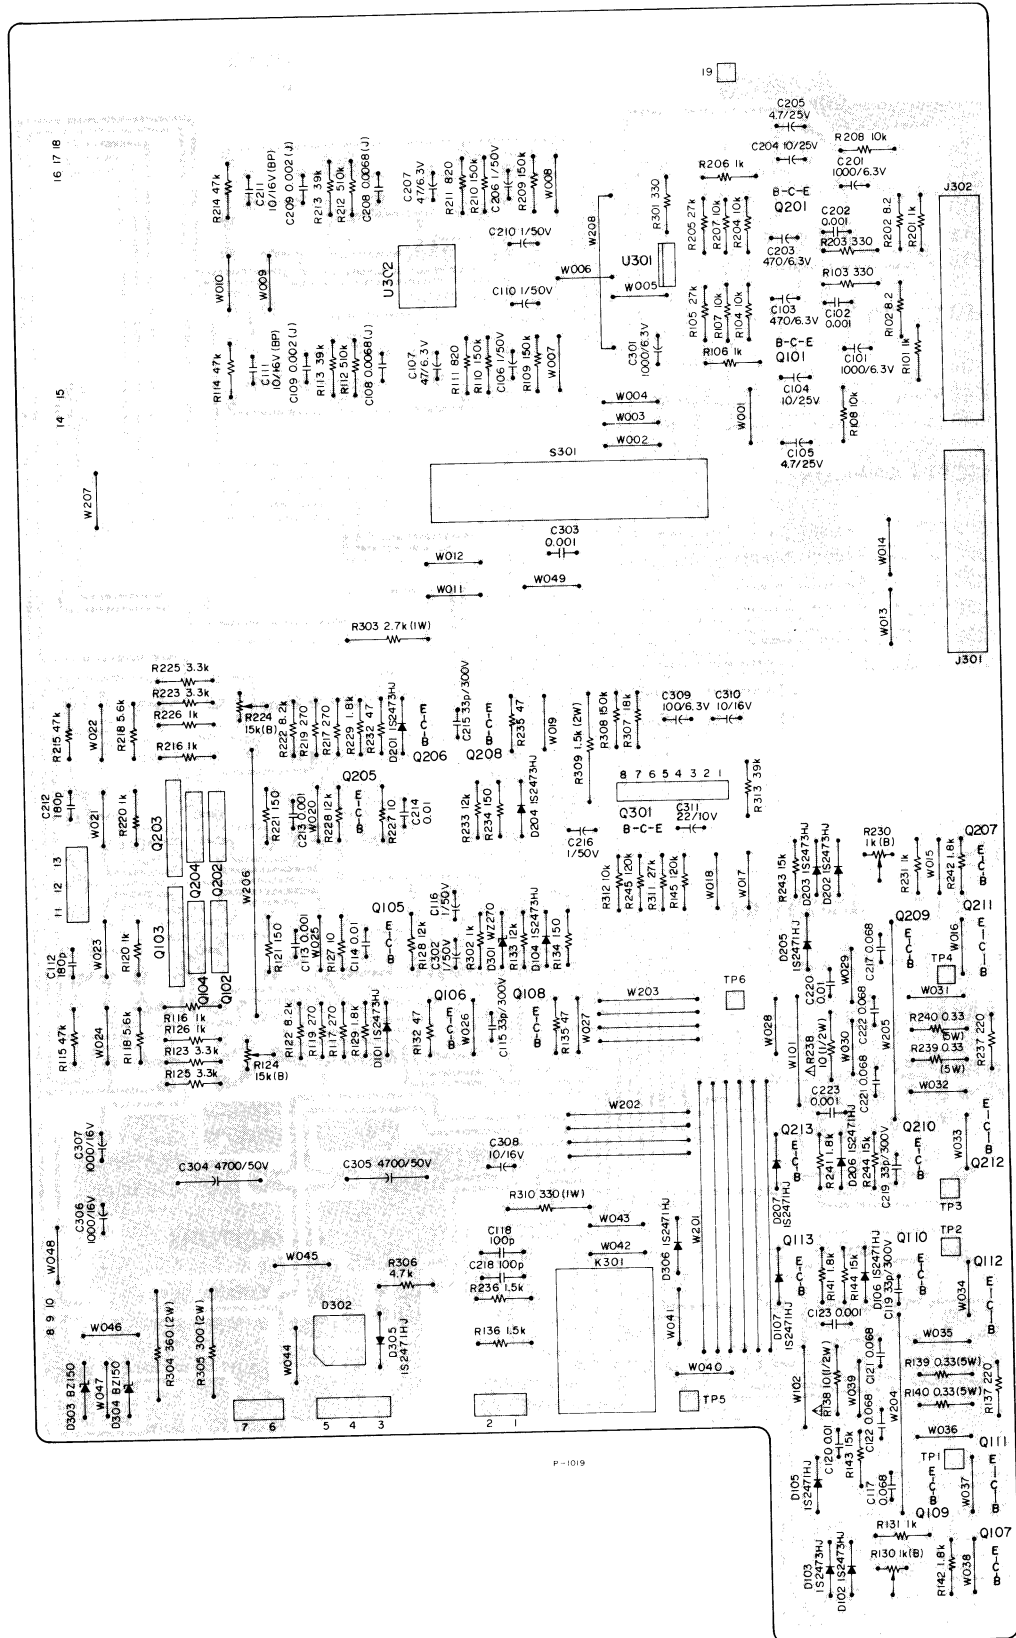 19
C205
4.7/25V
C204 10/25V
R208 10k
C201
1000/6.3V
R206 1k
B-C-E
Q201
J302
16 17 18
R214 47k
C211
10/16V(BP)
C209 0.002(J)
R213 39k
R212 510k
C208 0.0068(J)
C207
47/6.3V
R211 820
R210 150k
C206 1/50V
R209 150k
W008
W208
R301 330
R205 27k
R207 10k
R204 10k
C202
0.001
R203 330
R202 8.2
R201 1k
C210 1/50V
C203
470/6.3V
U302
U301
W010
W009
W006
W005
R103 330
C110 1/50V
R105 27k
R107 10k
R104 10k
C103
470/6.3V
C102
0.001
R102 8.2
R101 1k
B-C-E
Q101
R106 1k
C101
1000/6.3V
R114 47k
C111
10/16V(BP)
C109 0.002(J)
R113 39k
R112 510k
C108 0.0068(J)
C107
47/6.3V
R111 820
R110 150k
C106 1/50V
R109 150k
W007
C301
1000/6.3V
C104
10/25V
R108 10k
W004
W003
W002
W001
C105
4.7/25V
14 15
S301
W207
C303
0.001
W012
W011
W049
W014
W013
J301
R303 2.7k(1W)
R225 3.3k
R223 3.3k
R226 1k
R216 1k
R215 47k
W022
R218 5.6k
R224
15k(B)
R222 8.2k
R219 270
R217 270
R229 1.8k
R232 47
D201 1S2473HJ
E-C-B
Q206
C215 33p/300V
E-C-B
Q208
R235 47
W019
R309 1.5k(2W)
R308 150k
R307 18k
C309
100/6.3V
C310
10/16V
8 7 6 5 4 3 2 1
Q301
B-C-E
C311
22/10V
R313 39k
C212
180p
W021
R220 1k
Q203
Q204
Q202
W206
R221 150
C213 0.001
W020
R228 12k
Q205
E-C-B
R227 10
C214
0.01
R233 12k
R234 150
D204 1S2473HJ
C216
1/50V
11 12 13
R312 10k
R245 120k
R311 27k
R145 120k
W018
W017
R243 15k
D203 1S2473HJ
D202 1S2473HJ
R230
1k(B)
R231 1k
W015
R242 1.8k
Q207
E-C-B
C112
180p
W023
R120 1k
Q103
Q104
Q102
R121 150
C113 0.001
W025
R127 10
C114 0.01
Q105
E-C-B
R128 12k
C116
1/50V
C302
1/50V
R302 1k
D301 WZ270
R133 12k
D104 1S2473HJ
R134 150
D205
1S2471HJ
Q209
E-C-B
Q211
E-C-B
W016
TP4
C217 0.068
W029
C220
0.01
TP6
R115 47k
W024
R118 5.6k
R116 1k
R126 1k
R123 3.3k
R125 3.3k
R124
15k(B)
R122 8.2k
R119 270
R117 270
R129 1.8k
D101 1S2473HJ
R132 47
Q106
E-C-B
W026
C115 33p/300V
Q108
E-C-B
R135 47
W027
W203
W028
W101
R238
10(1/2W)
W030
C222 0.068
C221 0.068
W205
W031
R240 0.33
(5W)
R239 0.33
(5W)
R237 220
W032
C223
0.001
W202
W201
C307
1000/16V
C306
1000/16V
C304 4700/50V
C305 4700/50V
C308
10/16V
R310 330(1W)
Q213
E-C-B
D207
1S2471HJ
R241 1.8k
D206 1S2471HJ
R244 15k
C219 33p/300V
Q210
E-C-B
W033
E-C-B
Q212
TP3
TP2
W048
W043
W042
K301
D306 1S2471HJ
C118
100p
C218 100p
R236 1.5k
R136 1.5k
W045
R306
4.7k
Q113
E-C-B
D107
1S2471HJ
R141 1.8k
R144 15k
D106 1S2471HJ
C119 33p/300V
Q110
E-C-B
Q112
E-C-B
W034
8 9 10
W046
D303 BZ150
W047
D304 BZ150
R304 360(2W)
R305 300(2W)
W044
D302
D305
1S2471HJ
W041
W040
TP5
C123 0.001
W102
R138 10(1/2W)
W039
C121 0.068
C122 0.068
W204
W035
R139 0.33(5W)
R140 0.33(5W)
R137 220
W036
7 6
5 4 3
2 1
P-1019
D105
1S2471HJ
C120 0.01
R143 15k
C117
0.068
TP1
E-C-B
Q109
W037
Q111
E-C-B
R131 1k
R130 1k(B)
D103
1S2473HJ
D102 1S2473HJ
R142 1.8k
W038
Q107
E-C-B